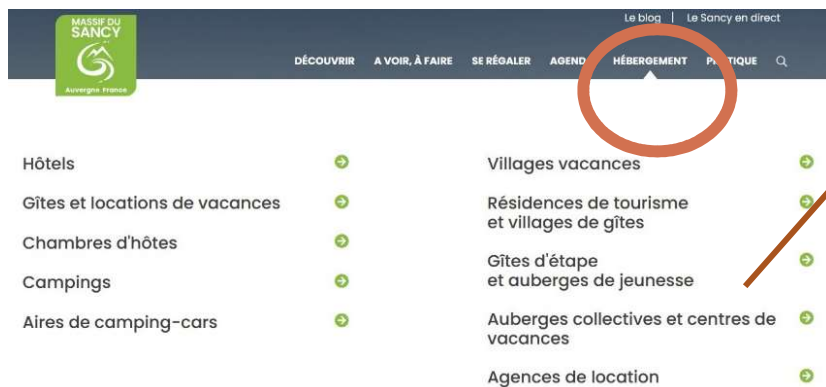 MASSIF DU
SANCY
Auvergne France
Le blog | Le Sancy en direct
DÉCOUVRIR A VOIR, À FAIRE SE RÉGALER AGENDA HÉBERGEMENT PRATIQUE
Hôtels
Gîtes et locations de vacances
Chambres d'hôtes
Campings
Aires de camping-cars
Villages vacances
Résidences de tourisme
et villages de gîtes
Gîtes d'étape
et auberges de jeunesse
Auberges collectives et centres de
vacances
Agences de location